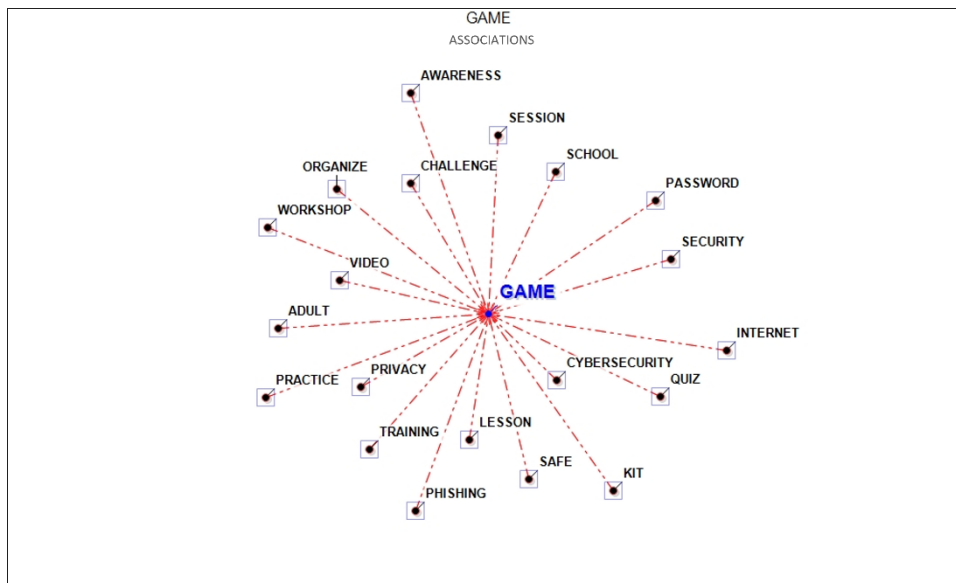 GAME
ASSOCIATIONS
AWARENESS
SESSION
SCHOOL
CHALLENGE
ORGANIZE
PASSWORD
WORKSHOP
SECURITY
VIDEO
GAME
ADULT
INTERNET
CYBERSECURITY
PRIVACY
PRACTICE
QUIZ
LESSON
TRAINING
SAFE
KIT
PHISHING